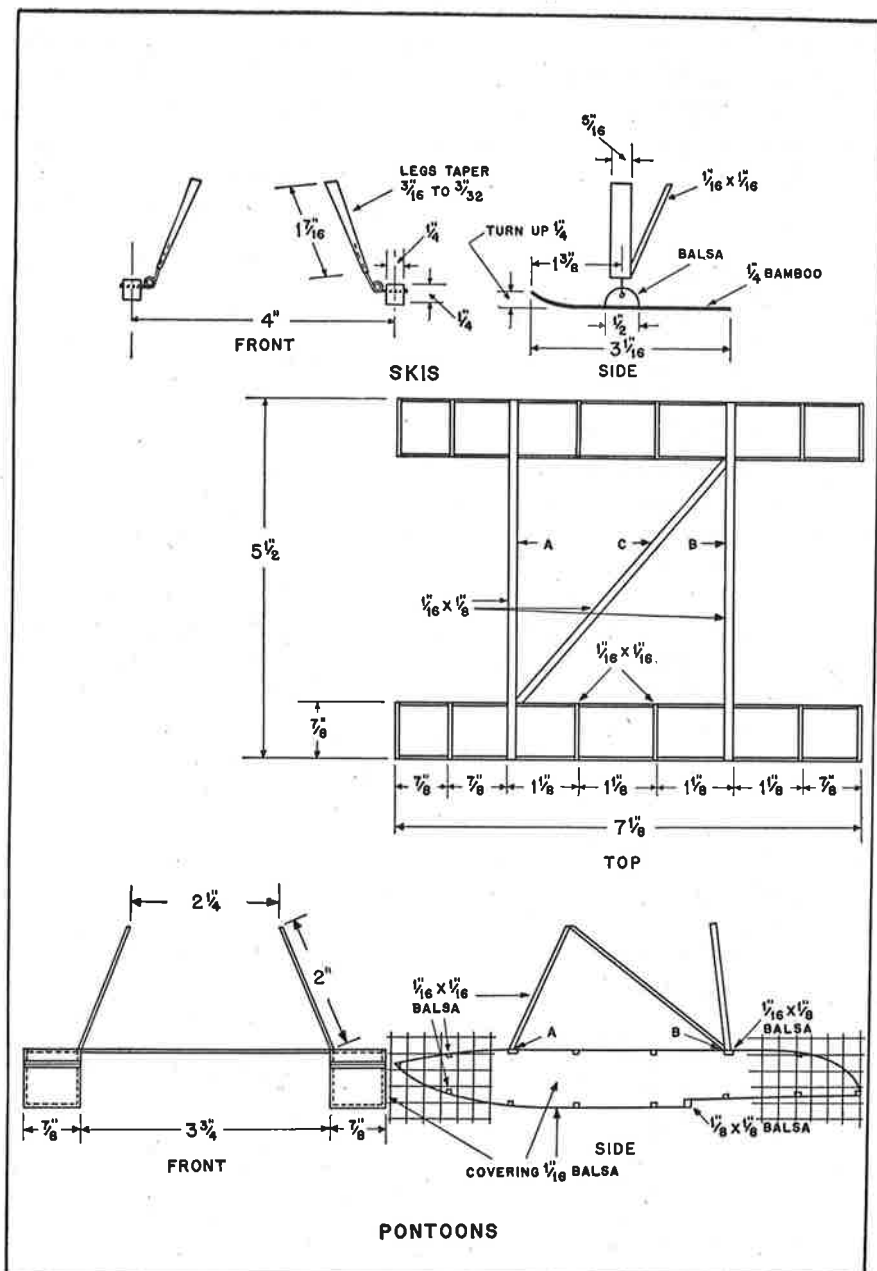 5/16"
LEGS TAPER
3/16" TO 3/32"
1 7/16"
1/4"
1/4"
4"
FRONT
1/16" x 1/16"
TURN UP 1/4"
1 3/8"
BALSA
1/4" BAMBOO
1/2"
3 1/16"
SIDE
SKIS
5 1/2"
A
C
B
1/16" x 1/8"
1/16" x 1/16"
7/8"
7/8"
7/8"
1 1/8"
1 1/8"
1 1/8"
1 1/8"
7/8"
7 1/8"
TOP
2 1/4"
2"
1/16" x 1/16"
BALSA
A
B
1/16" x 1/8"
BALSA
7/8"
3 3/4"
7/8"
FRONT
SIDE
1/8" x 1/8" BALSA
COVERING 1/16" BALSA
PONTOONS